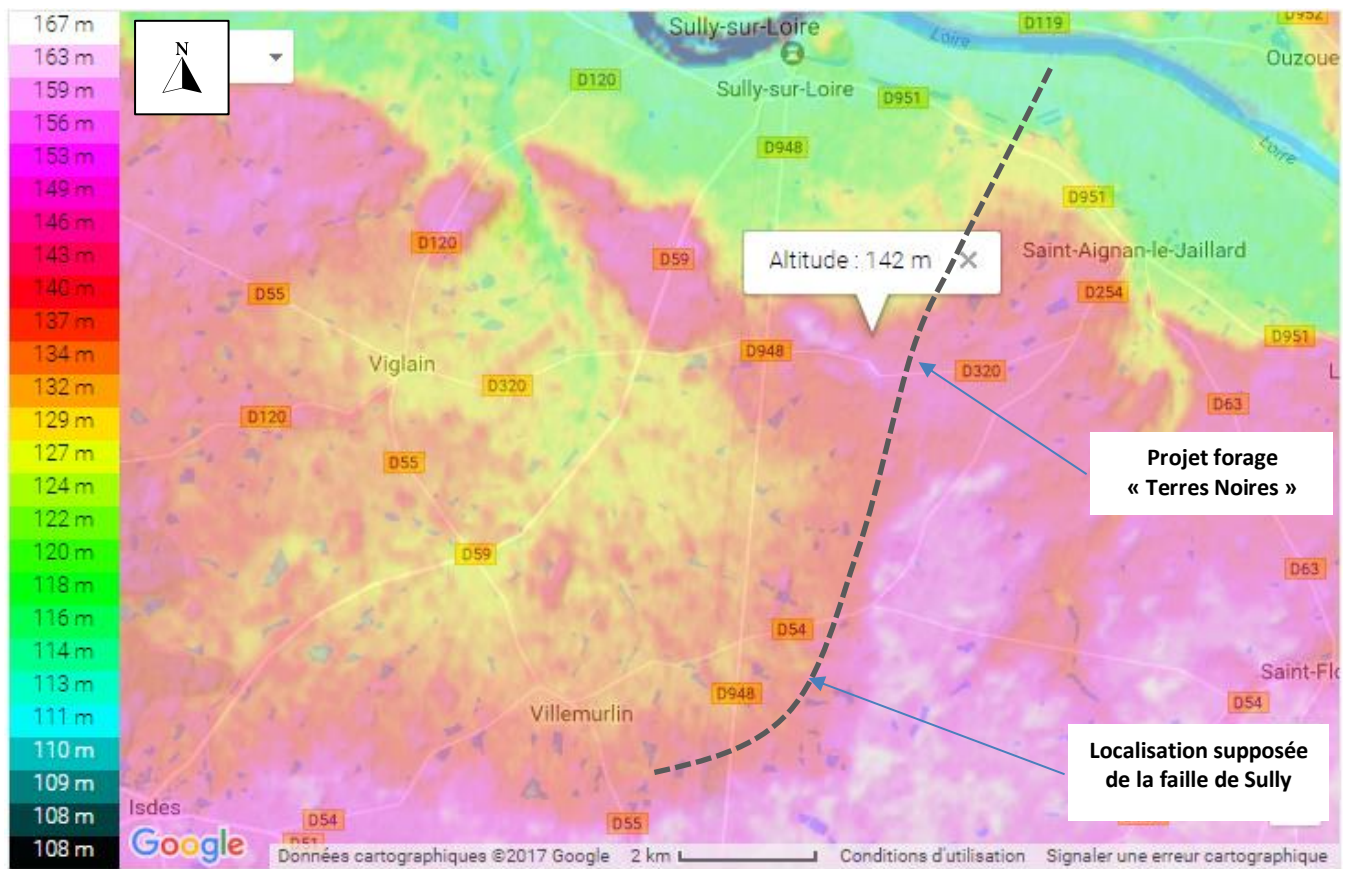 167 m
163 m
159 m
156 m
153 m
149 m
146 m
143 m
140 m
137 m
134 m
132 m
129 m
127 m
124 m
122 m
120 m
118 m
116 m
114 m
113 m
111 m
110 m
109 m
108 m
108 m
N
Sully-sur-Loire
D119
D952
Loire
Ouzoue
D120
Sully-sur-Loire
D951
D948
Loire
D951
D120
D59
Altitude : 142 m ×
Saint-Aignan-le-Jaillard
D55
D254
D951
Viglain
D948
D320
D320
L
D120
D63
D55
Projet forage
« Terres Noires »
D59
D63
D54
Saint-Flo
D948
D54
Villemurlin
Localisation supposée
de la faille de Sully
Isdes
D54
D55
D51
Google
Données cartographiques ©2017 Google 2 km Conditions d'utilisation Signaler une erreur cartographique